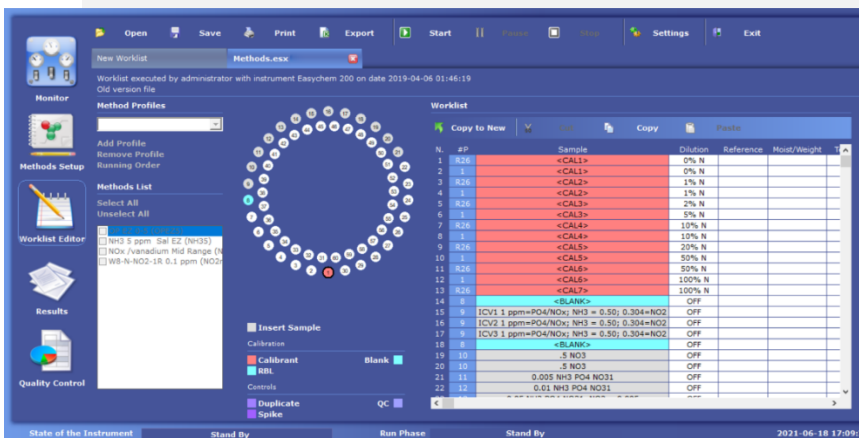 Open Save Print Export Start Pause Stop Settings Exit
New Worklist Methods.esx
Worklist executed by administrator with instrument Easychem 200 on date 2019-04-06 01:46:19
Old version file
Monitor
Methods Setup
Worklist Editor
Results
Quality Control
Method Profiles
Add Profile
Remove Profile
Running Order
Methods List
Select All
Unselect All
NH3 5 ppm Sal EZ (NH3S)
NOx /vanadium Mid Range (N
W8-N-NO2-1R 0.1 ppm (NO2r
Insert Sample
Calibration
Calibrant Blank
RBL
Controls
Duplicate QC
Spike
Worklist
Copy to New Copy Paste
N. #P Sample Dilution Reference Moist/Weight
1 R26 <CAL1> 0% N
2 1 <CAL1> 0% N
3 R26 <CAL2> 1% N
4 1 <CAL2> 1% N
5 R26 <CAL3> 2% N
6 1 <CAL3> 5% N
7 R26 <CAL4> 10% N
8 1 <CAL4> 10% N
9 R26 <CAL5> 20% N
10 1 <CAL5> 50% N
11 R26 <CAL6> 50% N
12 1 <CAL6> 100% N
13 R26 <CAL7> 100% N
14 8 <BLANK> OFF
15 9 ICV1 1 ppm=PO4/NOx; NH3 = 0.50; 0.304=NO2 OFF
16 9 ICV2 1 ppm=PO4/NOx; NH3 = 0.50; 0.304=NO2 OFF
17 9 ICV3 1 ppm=PO4/NOx; NH3 = 0.50; 0.304=NO2 OFF
18 8 <BLANK> OFF
19 10 .5 NO3 OFF
20 10 .5 NO3 OFF
21 11 0.005 NH3 PO4 NO31 OFF
22 12 0.01 NH3 PO4 NO31 OFF
State of the Instrument Stand By Run Phase Stand By 2021-06-18 17:09: